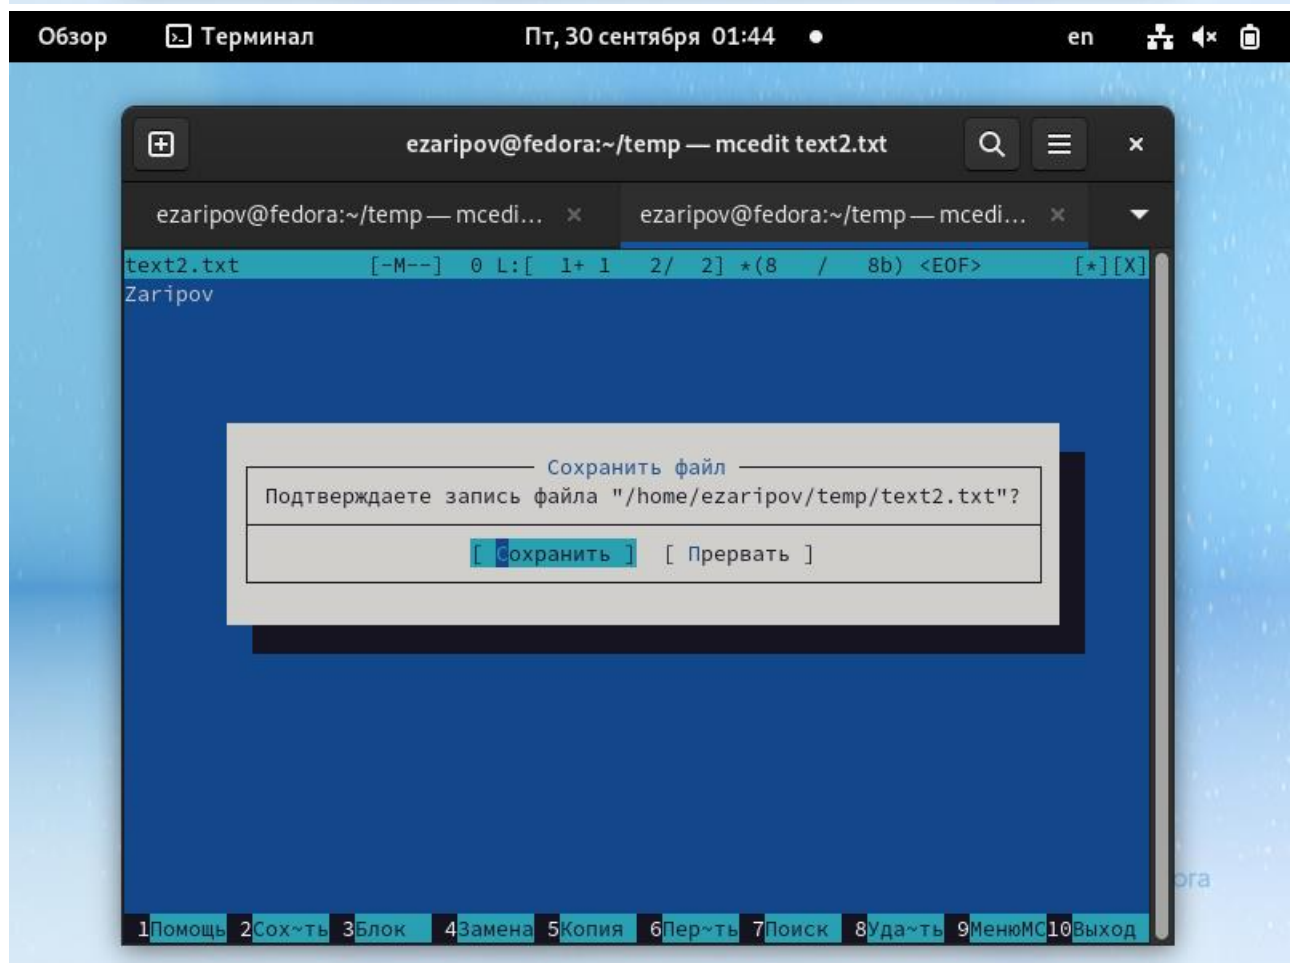 Обзор Терминал Пт, 30 сентября 01:44 en
ezaripov@fedora:~/temp — mcedit text2.txt
ezaripov@fedora:~/temp — mcedi… ezaripov@fedora:~/temp — mcedi…
text2.txt [-M--] 0 L:[ 1+ 1 2/ 2] *(8 / 8b) <EOF> [*][X]
Zaripov
Сохранить файл
Подтверждаете запись файла "/home/ezaripov/temp/text2.txt"?
[ Сохранить ] [ Прервать ]
1Помощь 2Сох~ть 3Блок 4Замена 5Копия 6Пер~ть 7Поиск 8Уда~ть 9МенюMC10Выход